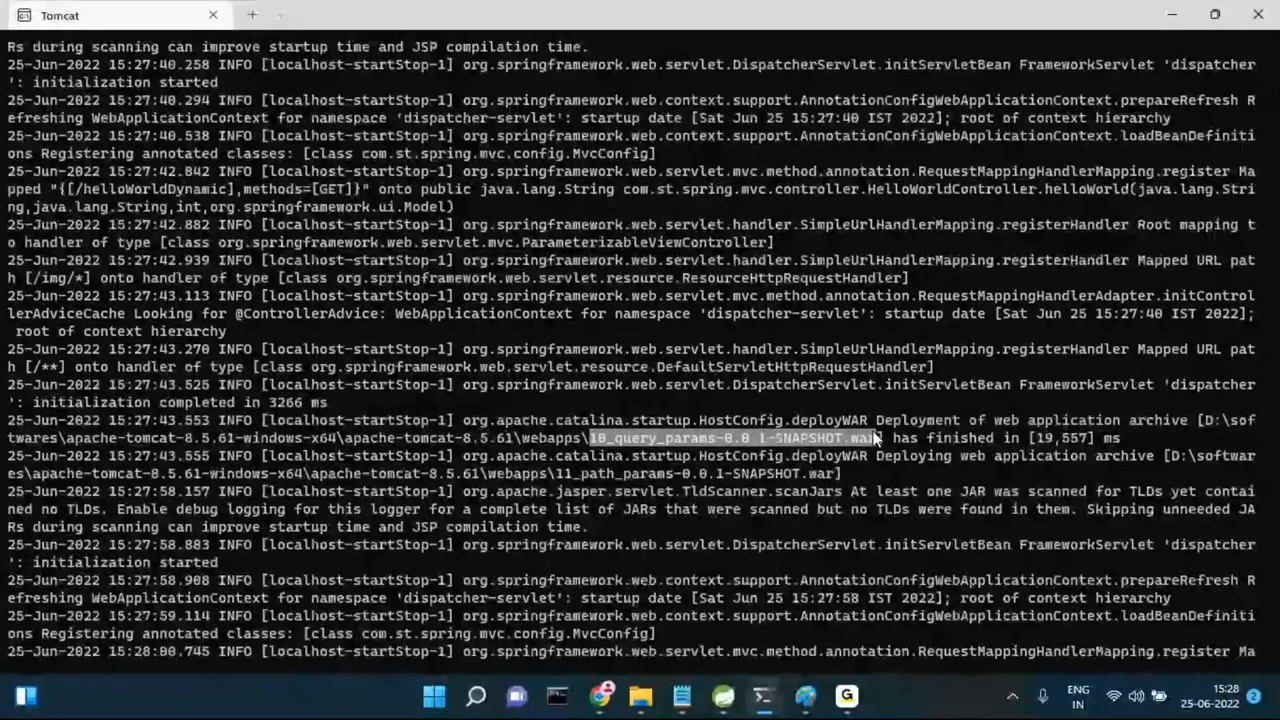 Tomcat
Rs during scanning can improve startup time and JSP compilation time.
25-Jun-2022 15:27:40.258 INFO [localhost-startStop-1] org.springframework.web.servlet.DispatcherServlet.initServletBean FrameworkServlet 'dispatcher
': initialization started
25-Jun-2022 15:27:40.294 INFO [localhost-startStop-1] org.springframework.web.context.support.AnnotationConfigWebApplicationContext.prepareRefresh R
efreshing WebApplicationContext for namespace 'dispatcher-servlet': startup date [Sat Jun 25 15:27:40 IST 2022]; root of context hierarchy
25-Jun-2022 15:27:40.538 INFO [localhost-startStop-1] org.springframework.web.context.support.AnnotationConfigWebApplicationContext.loadBeanDefiniti
ons Registering annotated classes: [class com.st.spring.mvc.config.MvcConfig]
25-Jun-2022 15:27:42.842 INFO [localhost-startStop-1] org.springframework.web.servlet.mvc.method.annotation.RequestMappingHandlerMapping.register Ma
pped "{[/helloWorldDynamic],methods=[GET]}" onto public java.lang.String com.st.spring.mvc.controller.HelloWorldController.helloWorld(java.lang.Stri
ng,java.lang.String,int,org.springframework.ui.Model)
25-Jun-2022 15:27:42.882 INFO [localhost-startStop-1] org.springframework.web.servlet.handler.SimpleUrlHandlerMapping.registerHandler Root mapping t
o handler of type [class org.springframework.web.servlet.mvc.ParameterizableViewController]
25-Jun-2022 15:27:42.939 INFO [localhost-startStop-1] org.springframework.web.servlet.handler.SimpleUrlHandlerMapping.registerHandler Mapped URL pat
h [/img/*] onto handler of type [class org.springframework.web.servlet.resource.ResourceHttpRequestHandler]
25-Jun-2022 15:27:43.113 INFO [localhost-startStop-1] org.springframework.web.servlet.mvc.method.annotation.RequestMappingHandlerAdapter.initControl
lerAdviceCache Looking for @ControllerAdvice: WebApplicationContext for namespace 'dispatcher-servlet': startup date [Sat Jun 25 15:27:40 IST 2022];
 root of context hierarchy
25-Jun-2022 15:27:43.270 INFO [localhost-startStop-1] org.springframework.web.servlet.handler.SimpleUrlHandlerMapping.registerHandler Mapped URL pat
h [/**] onto handler of type [class org.springframework.web.servlet.resource.DefaultServletHttpRequestHandler]
25-Jun-2022 15:27:43.525 INFO [localhost-startStop-1] org.springframework.web.servlet.DispatcherServlet.initServletBean FrameworkServlet 'dispatcher
': initialization completed in 3266 ms
25-Jun-2022 15:27:43.553 INFO [localhost-startStop-1] org.apache.catalina.startup.HostConfig.deployWAR Deployment of web application archive [D:\sof
twares\apache-tomcat-8.5.61-windows-x64\apache-tomcat-8.5.61\webapps\10_query_params-0.0.1-SNAPSHOT.war] has finished in [19,557] ms
25-Jun-2022 15:27:43.555 INFO [localhost-startStop-1] org.apache.catalina.startup.HostConfig.deployWAR Deploying web application archive [D:\softwar
es\apache-tomcat-8.5.61-windows-x64\apache-tomcat-8.5.61\webapps\11_path_params-0.0.1-SNAPSHOT.war]
25-Jun-2022 15:27:58.157 INFO [localhost-startStop-1] org.apache.jasper.servlet.TldScanner.scanJars At least one JAR was scanned for TLDs yet contai
ned no TLDs. Enable debug logging for this logger for a complete list of JARs that were scanned but no TLDs were found in them. Skipping unneeded JA
Rs during scanning can improve startup time and JSP compilation time.
25-Jun-2022 15:27:58.883 INFO [localhost-startStop-1] org.springframework.web.servlet.DispatcherServlet.initServletBean FrameworkServlet 'dispatcher
': initialization started
25-Jun-2022 15:27:58.908 INFO [localhost-startStop-1] org.springframework.web.context.support.AnnotationConfigWebApplicationContext.prepareRefresh R
efreshing WebApplicationContext for namespace 'dispatcher-servlet': startup date [Sat Jun 25 15:27:58 IST 2022]; root of context hierarchy
25-Jun-2022 15:27:59.114 INFO [localhost-startStop-1] org.springframework.web.context.support.AnnotationConfigWebApplicationContext.loadBeanDefiniti
ons Registering annotated classes: [class com.st.spring.mvc.config.MvcConfig]
25-Jun-2022 15:28:00.745 INFO [localhost-startStop-1] org.springframework.web.servlet.mvc.method.annotation.RequestMappingHandlerMapping.register Ma
ENG
IN
15:28
25-06-2022
2